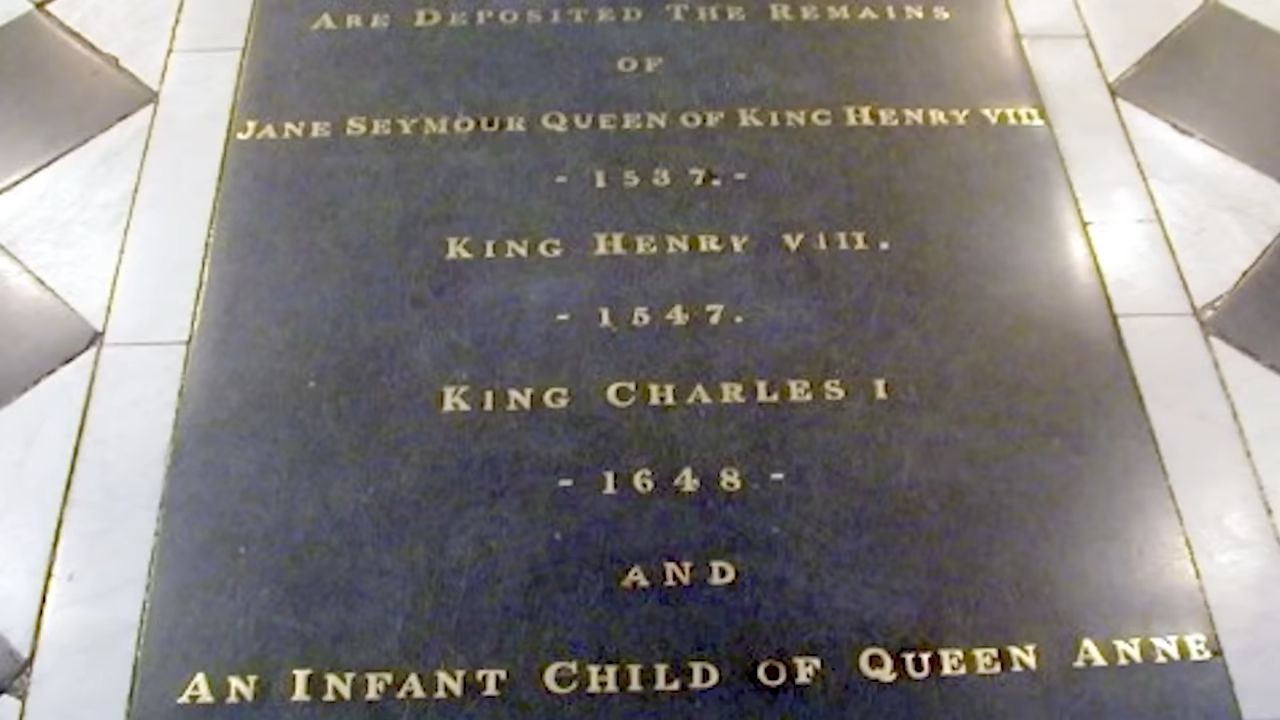 ARE DEPOSITED THE REMAINS
OF
JANE SEYMOUR QUEEN OF KING HENRY VIII
- 1537. -
KING HENRY VIII.
- 1547.
KING CHARLES I
- 1648 -
AND
AN INFANT CHILD OF QUEEN ANNE